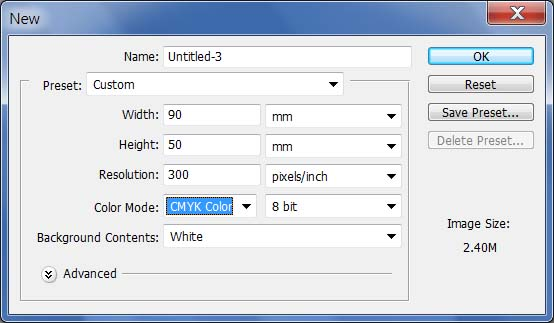 New
Name: Untitled-3
OK
Preset: Custom
Reset
Width: 90 mm
Save Preset...
Height: 50 mm
Delete Preset...
Resolution: 300 pixels/inch
Color Mode: CMYK Color 8 bit
Image Size:
Background Contents: White
2.40M
Advanced